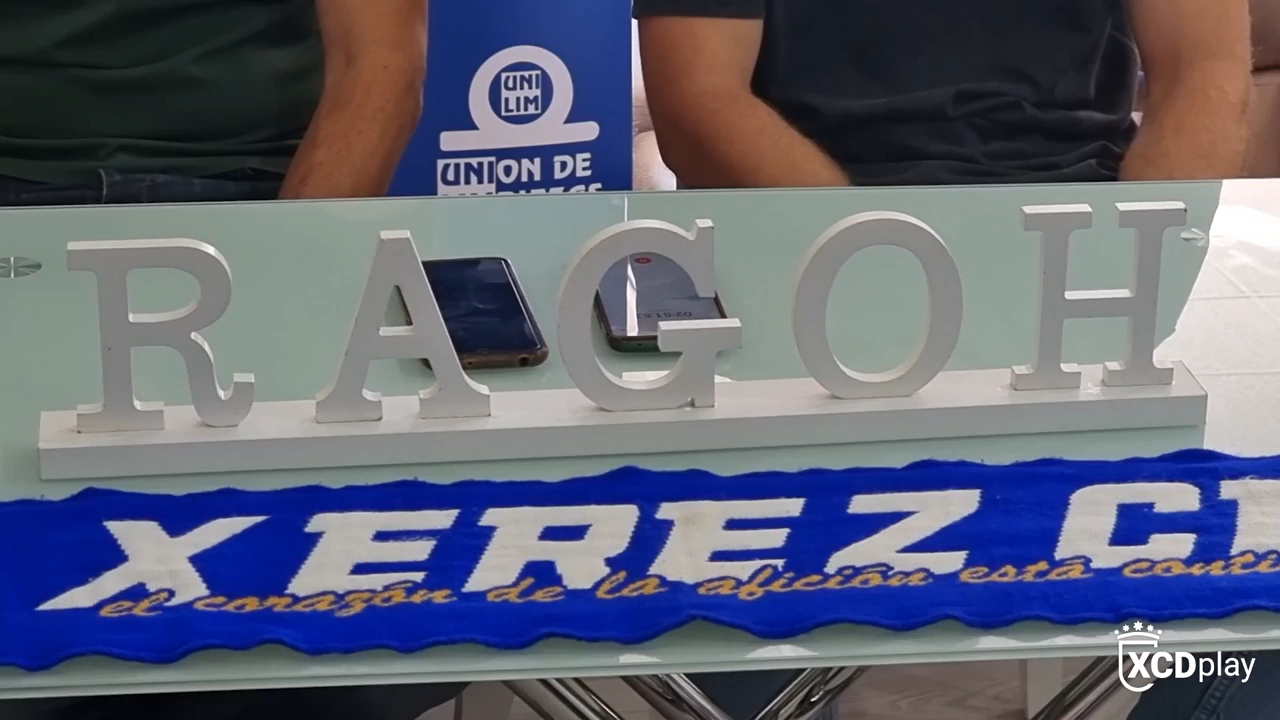 UNI
LIM
UNION DE
RAGOH
XEREZ C
el corazón de la afición está conti
XCDplay